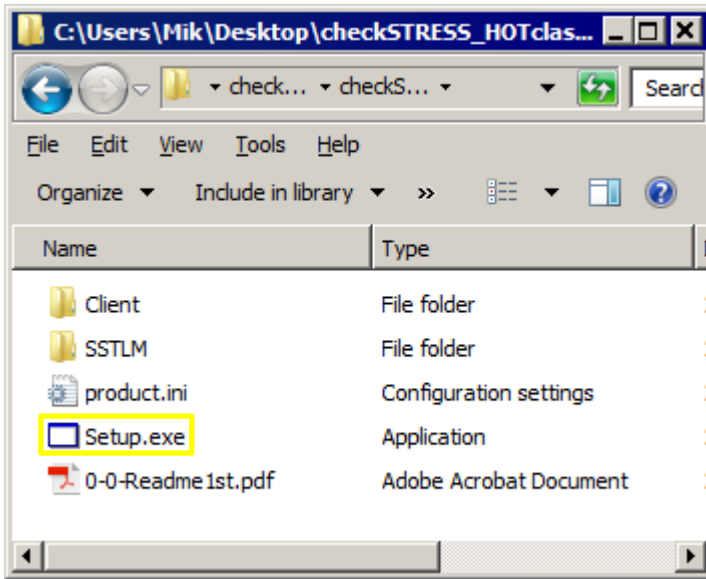 C:\Users\Mik\Desktop\checkSTRESS_HOTclas...
check... checkS...
Search
File Edit View Tools Help
Organize Include in library »
Name Type
Client File folder
SSTLM File folder
product.ini Configuration settings
Setup.exe Application
0-0-Readme1st.pdf Adobe Acrobat Document